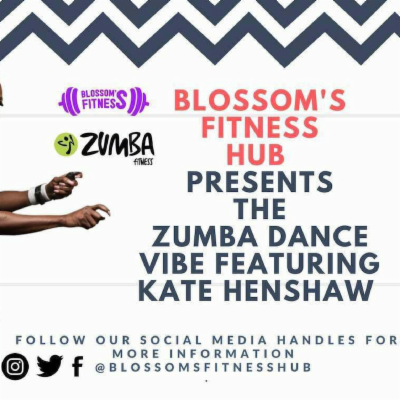 BLOSSOM'S
FITNESS
ZUMBA
FITNESS
BLOSSOM'S
FITNESS
HUB
PRESENTS
THE
ZUMBA DANCE
VIBE FEATURING
KATE HENSHAW
FOLLOW OUR SOCIAL MEDIA HANDLES FOR
MORE INFORMATION
@BLOSSOMSFITNESSHUB
.